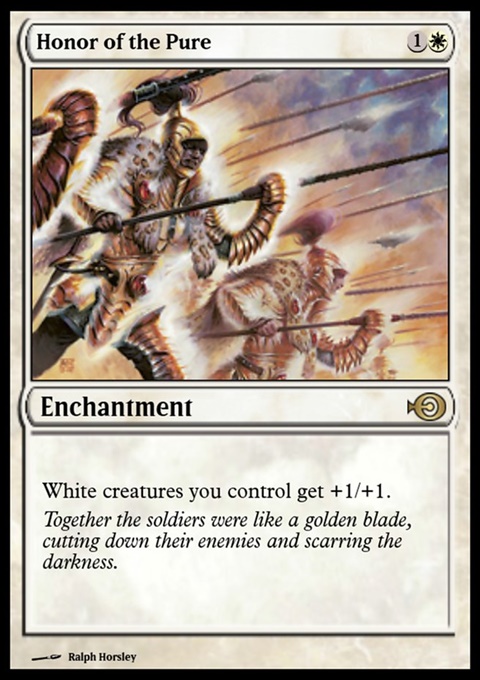 Honor of the Pure 1
Enchantment
White creatures you control get +1/+1.
Together the soldiers were like a golden blade,
cutting down their enemies and scarring the
darkness.
Ralph Horsley